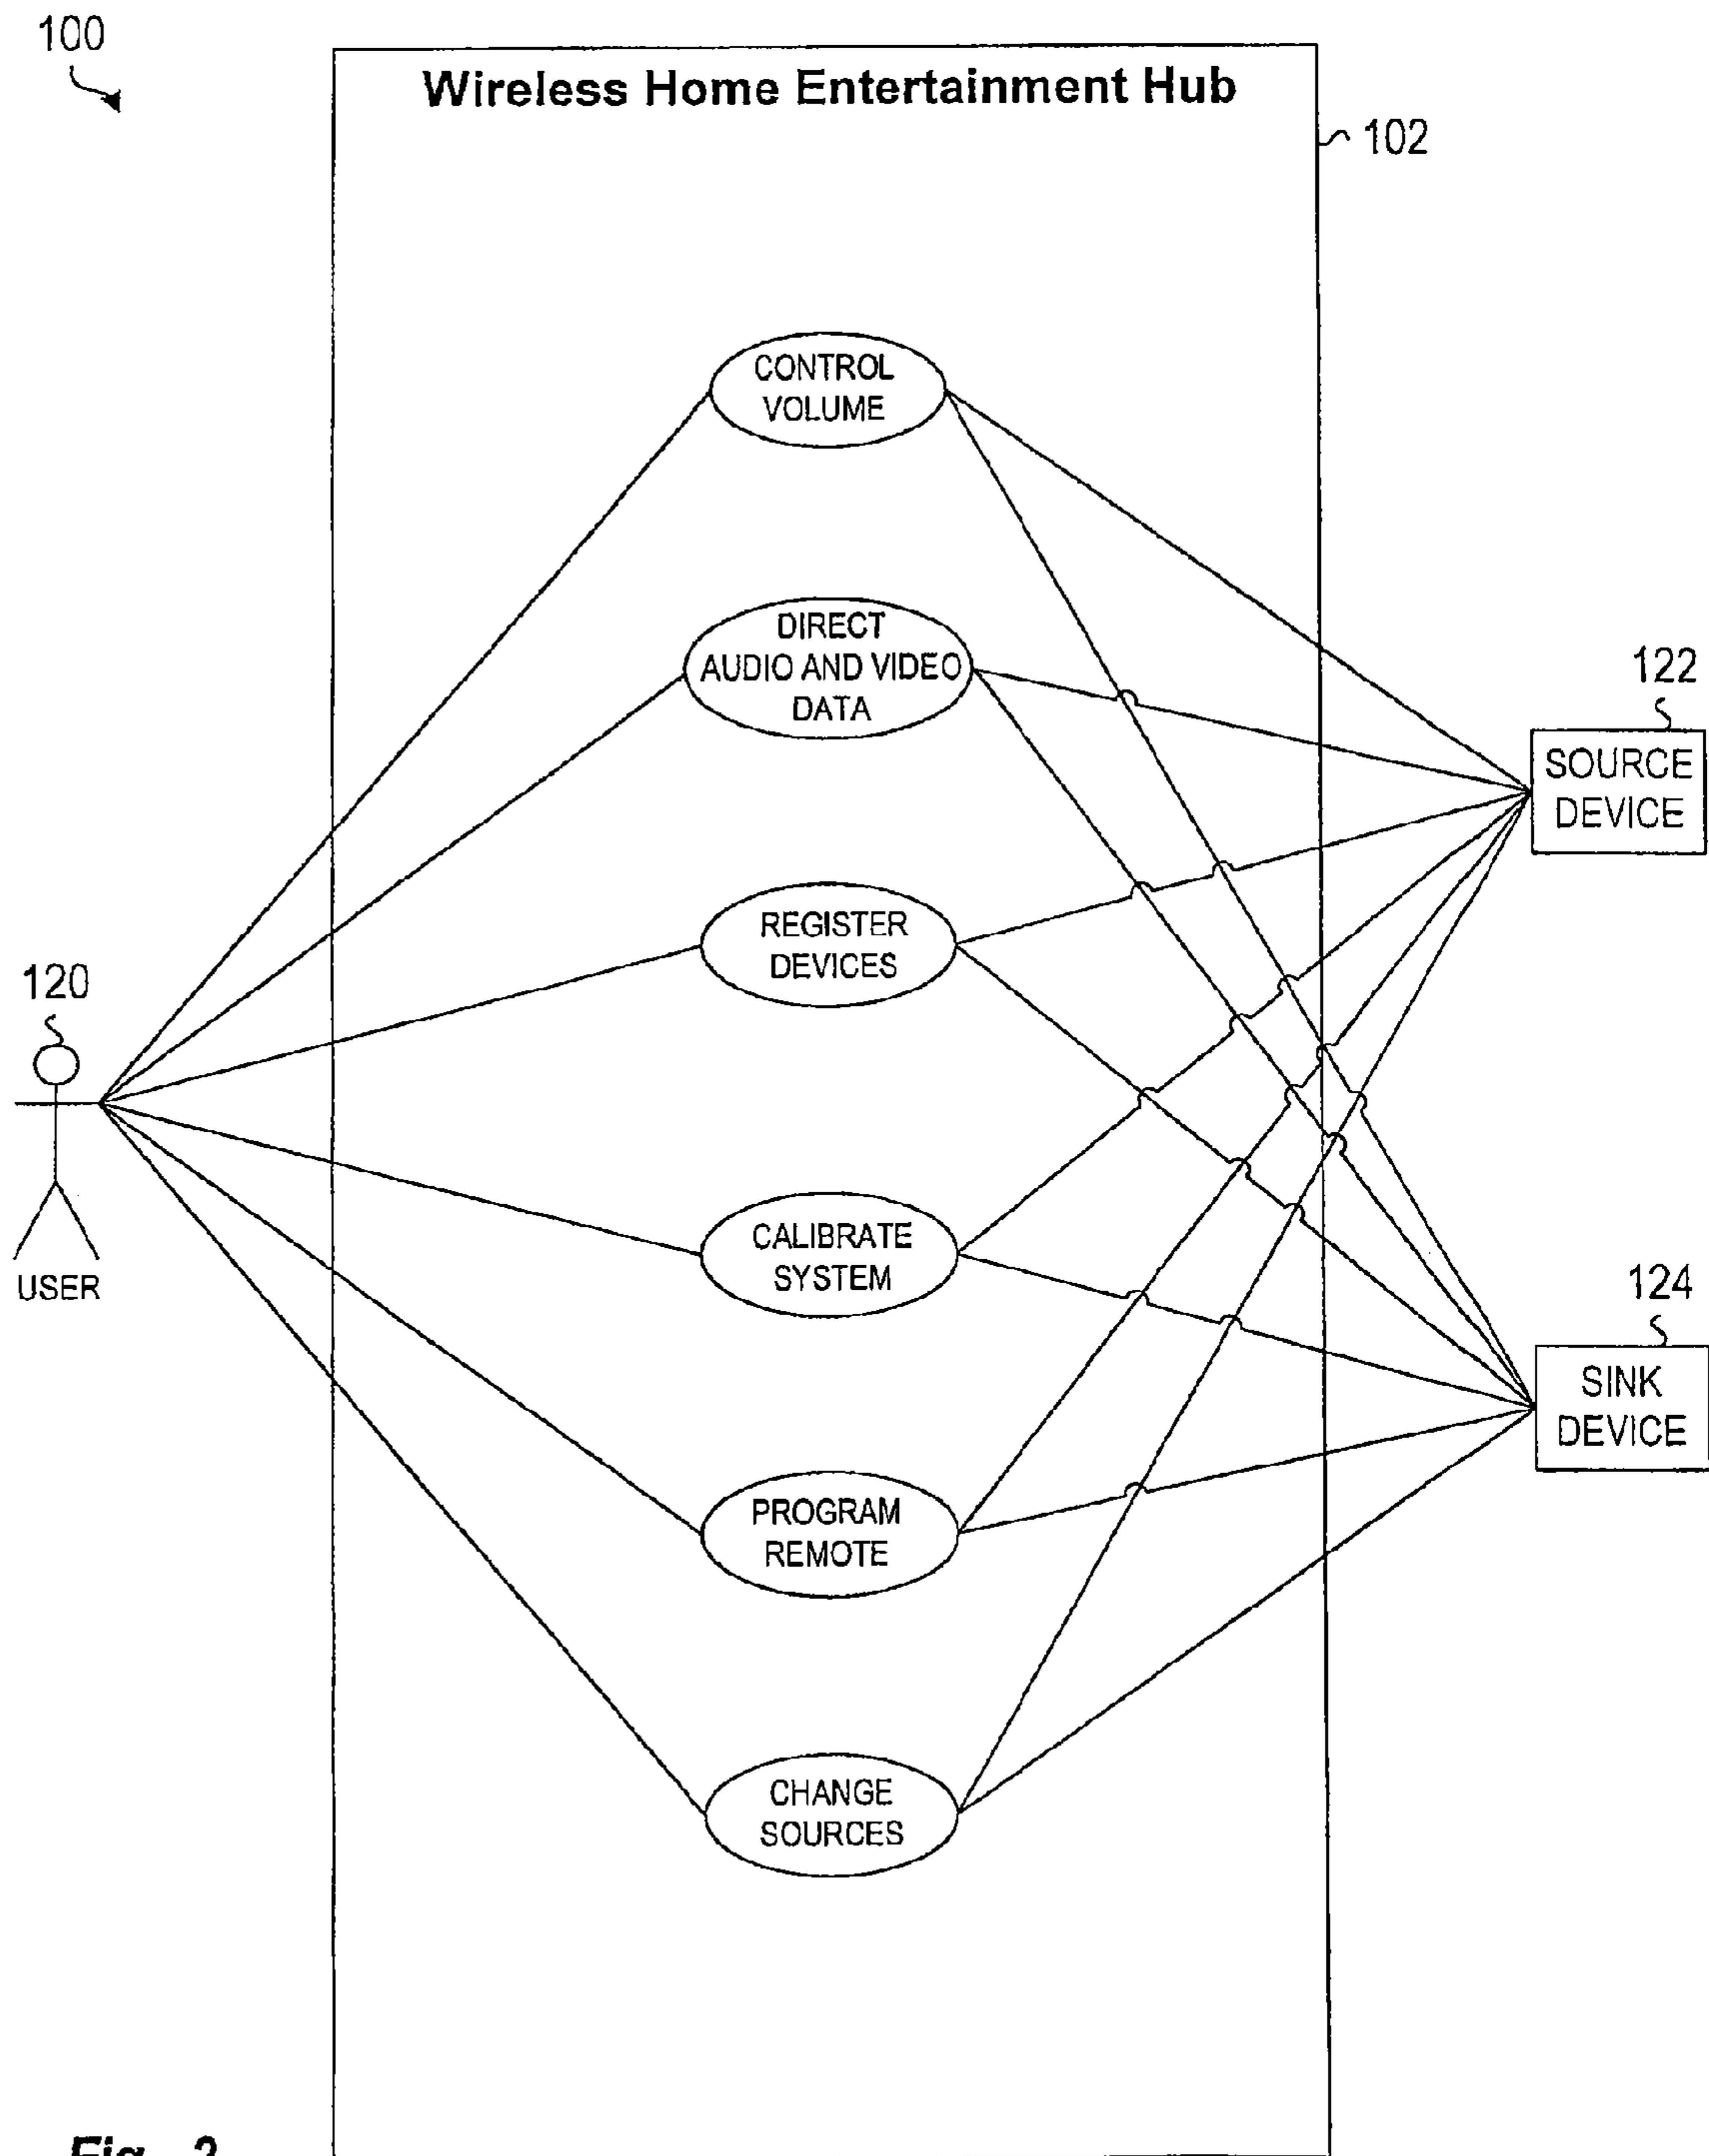 100
Wireless Home Entertainment Hub
102
CONTROL
VOLUME
DIRECT
AUDIO AND VIDEO
DATA
122
SOURCE
DEVICE
REGISTER
DEVICES
120
USER
CALIBRATE
SYSTEM
124
SINK
DEVICE
PROGRAM
REMOTE
CHANGE
SOURCES